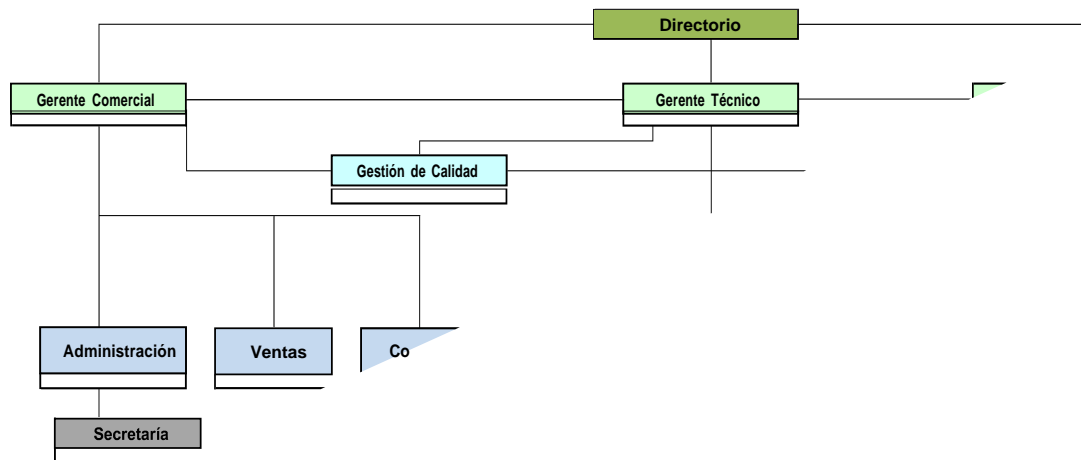 Directorio
Gerente Comercial
Gerente Técnico
Gestión de Calidad
Administración
Ventas
Co
Secretaría